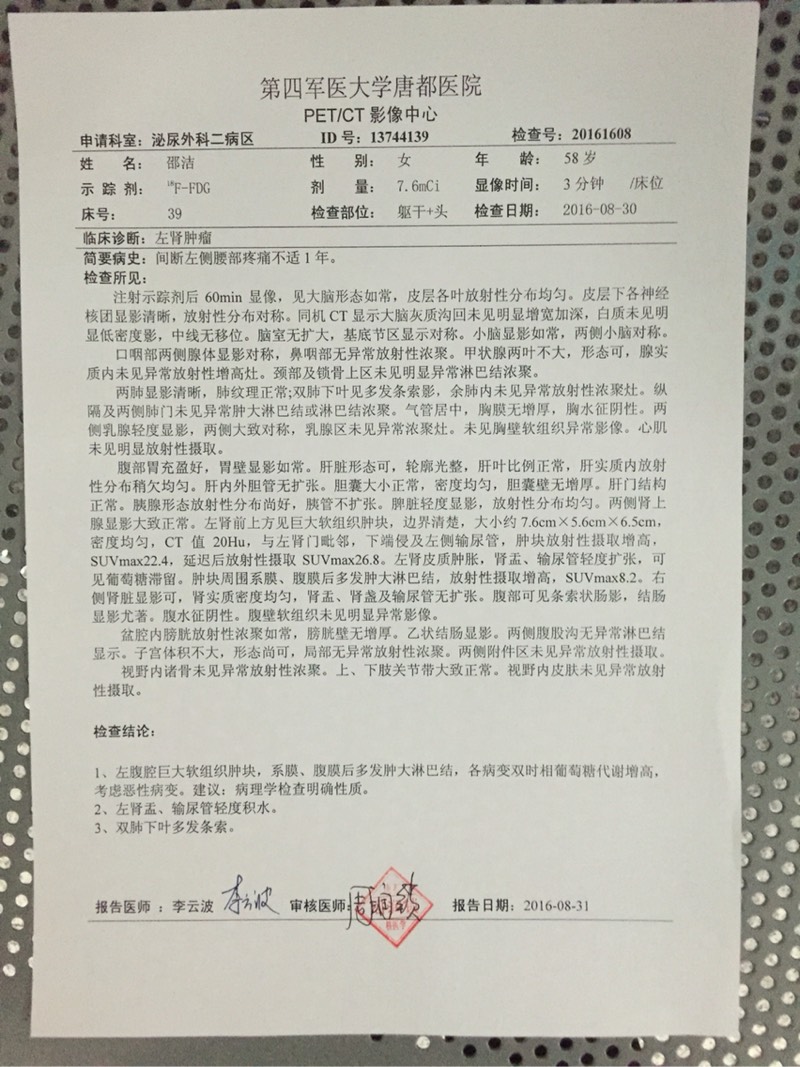 第四军医大学唐都医院
PET/CT 影像中心
申请科室：泌尿外科二病区 ID 号：13744139 检查号：20161608
姓 名： 邵洁 性 别： 女 年 龄： 58 岁
示 踪 剂： ¹⁸F-FDG 剂 量： 7.6mCi 显像时间： 3 分钟 /床位
床号： 39 检查部位： 躯干+头 检查日期： 2016-08-30
临床诊断：左肾肿瘤
简要病史：间断左侧腰部疼痛不适 1 年。
检查所见：
注射示踪剂后 60min 显像，见大脑形态如常，皮层各叶放射性分布均匀。皮层下各神经
核团显影清晰，放射性分布对称。同机 CT 显示大脑灰质沟回未见明显增宽加深，白质未见明
显低密度影，中线无移位。脑室无扩大，基底节区显示对称。小脑显影如常，两侧小脑对称。
口咽部两侧腺体显影对称，鼻咽部无异常放射性浓聚。甲状腺两叶不大，形态可，腺实
质内未见异常放射性增高灶。颈部及锁骨上区未见明显异常淋巴结浓聚。
两肺显影清晰，肺纹理正常;双肺下叶见多发条索影，余肺内未见异常放射性浓聚灶。纵
隔及两侧肺门未见异常肿大淋巴结或淋巴结浓聚。气管居中，胸膜无增厚，胸水征阴性。两
侧乳腺轻度显影，两侧大致对称，乳腺区未见异常浓聚灶。未见胸壁软组织异常影像。心肌
未见明显放射性摄取。
腹部胃充盈好，胃壁显影如常。肝脏形态可，轮廓光整，肝叶比例正常，肝实质内放射
性分布稍欠均匀。肝内外胆管无扩张。胆囊大小正常，密度均匀，胆囊壁无增厚。肝门结构
正常。胰腺形态放射性分布尚好，胰管不扩张。脾脏轻度显影，放射性分布均匀。两侧肾上
腺显影大致正常。左肾前上方见巨大软组织肿块，边界清楚，大小约 7.6cm×5.6cm×6.5cm，
密度均匀，CT 值 20Hu，与左肾门毗邻，下端侵及左侧输尿管，肿块放射性摄取增高，
SUVmax22.4，延迟后放射性摄取 SUVmax26.8。左肾皮质肿胀，肾盂、输尿管轻度扩张，可
见葡萄糖滞留。肿块周围系膜、腹膜后多发肿大淋巴结，放射性摄取增高，SUVmax8.2。右
侧肾脏显影可，肾实质密度均匀，肾盂、肾盏及输尿管无扩张。腹部可见条索状肠影，结肠
显影尤著。腹水征阴性。腹壁软组织未见明显异常影像。
盆腔内膀胱放射性浓聚如常，膀胱壁无增厚。乙状结肠显影。两侧腹股沟无异常淋巴结
显示。子宫体积不大，形态尚可，局部无异常放射性浓聚。两侧附件区未见异常放射性摄取。
视野内诸骨未见异常放射性浓聚。上、下肢关节带大致正常。视野内皮肤未见异常放射
性摄取。
检查结论：
1、左腹腔巨大软组织肿块，系膜、腹膜后多发肿大淋巴结，各病变双时相葡萄糖代谢增高，
考虑恶性病变。建议：病理学检查明确性质。
2、左肾盂、输尿管轻度积水。
3、双肺下叶多发条索。
报告医师 ：李云波 李云波 审核医师: 报告日期：2016-08-31